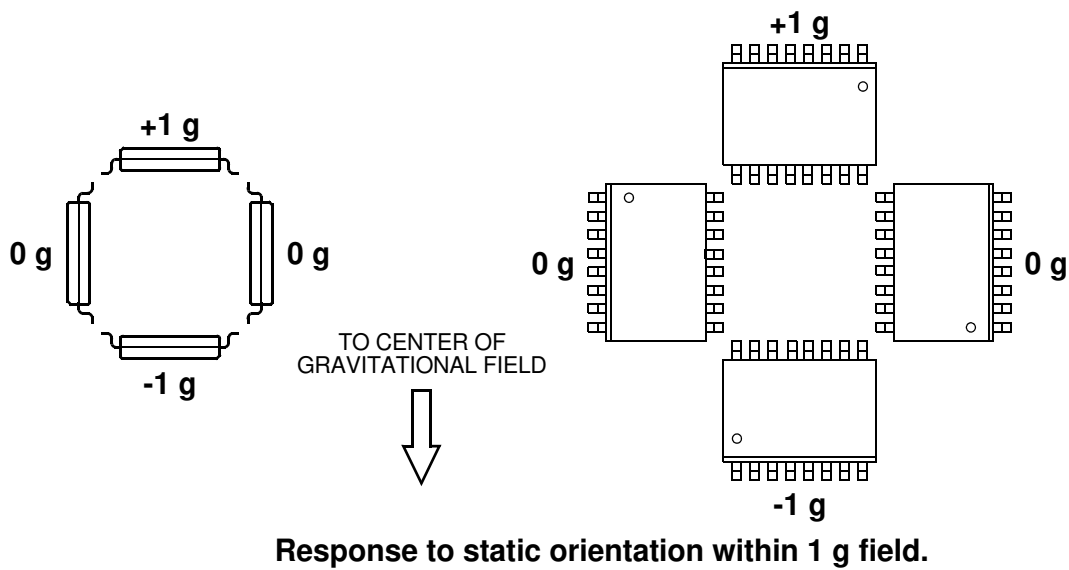 +1 g
+1 g
0 g
0 g
0 g
0 g
TO CENTER OF
GRAVITATIONAL FIELD
-1 g
-1 g
Response to static orientation within 1 g field.